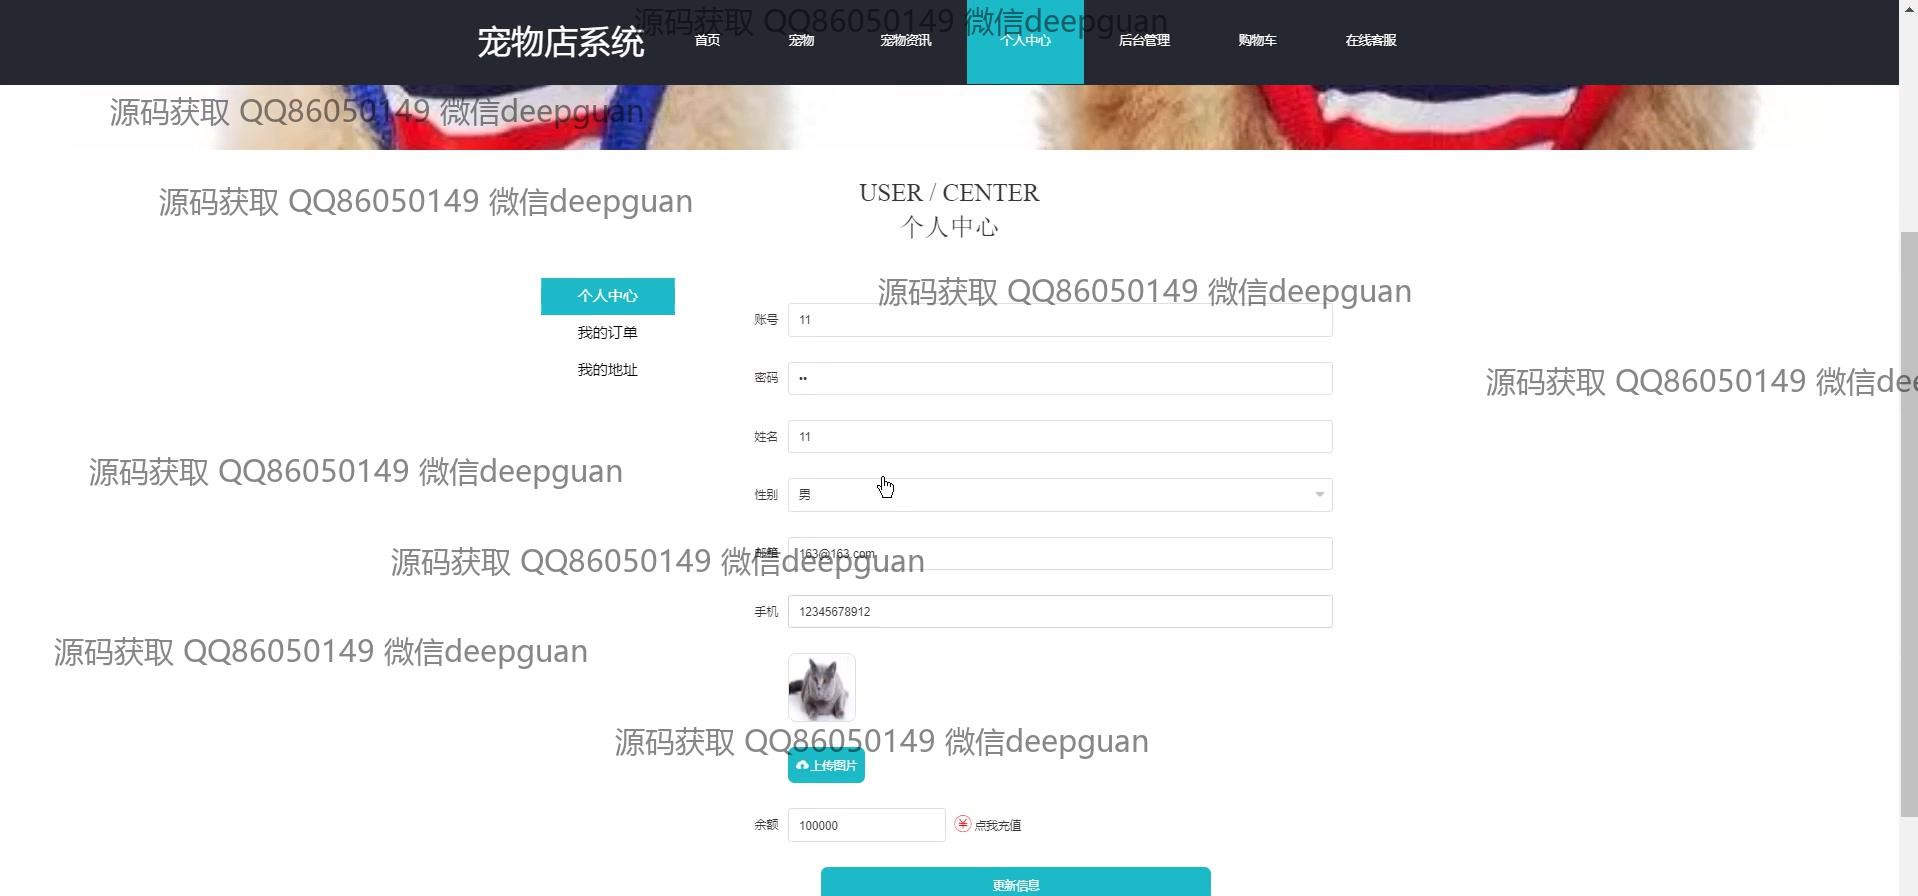 源码获取 QQ86050149 微信deepguan
宠物店系统
首页
宠物
宠物资讯
个人中心
后台管理
购物车
在线客服
源码获取 QQ86050149 微信deepguan
源码获取 QQ86050149 微信deepguan
USER / CENTER
个人中心
个人中心
我的订单
我的地址
源码获取 QQ86050149 微信deepguan
账号 11
源码获取 QQ86050149 微信dee
密码 ••
姓名 11
源码获取 QQ86050149 微信deepguan
性别 男
邮箱 163@163.com
源码获取 QQ86050149 微信deepguan
手机 12345678912
源码获取 QQ86050149 微信deepguan
源码获取 QQ86050149 微信deepguan
上传图片
余额 100000 点我充值
更新信息